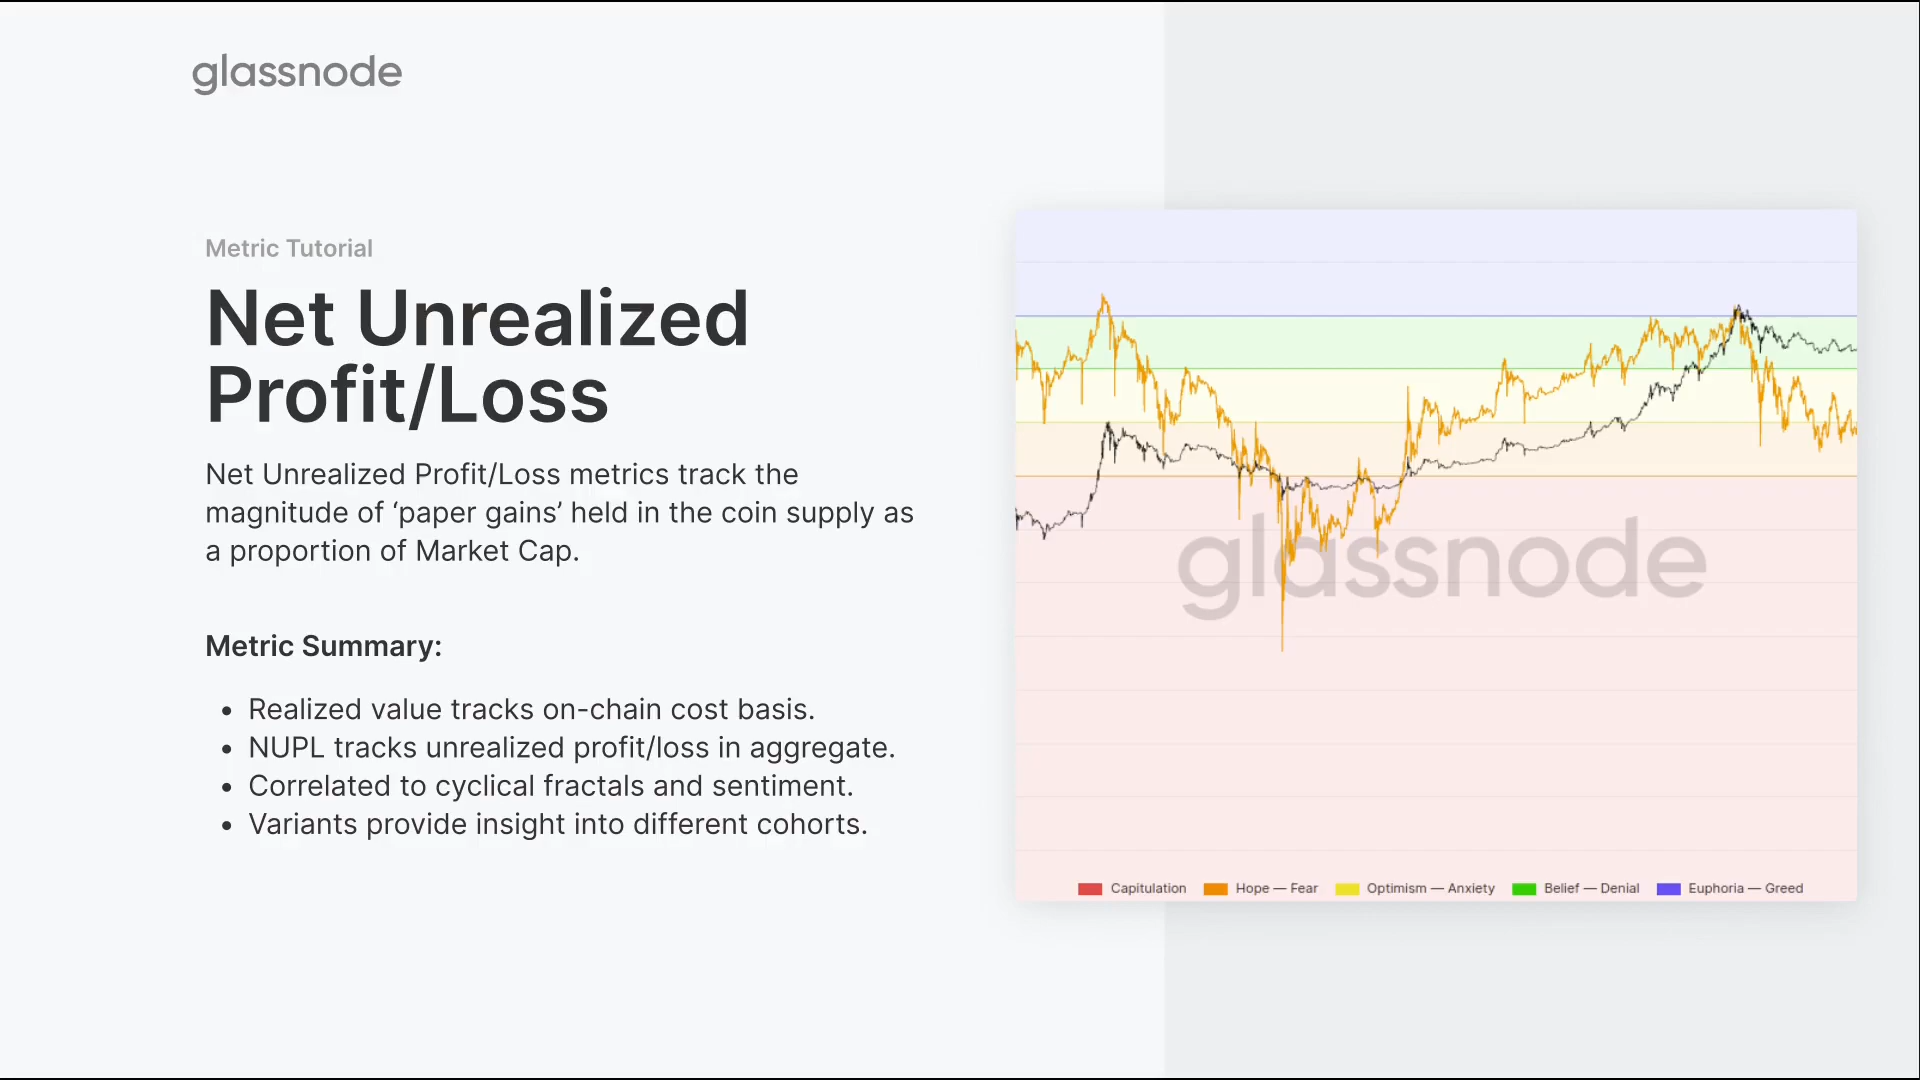 glassnode
Metric Tutorial
Net Unrealized
Profit/Loss
Net Unrealized Profit/Loss metrics track the
magnitude of ‘paper gains’ held in the coin supply as
a proportion of Market Cap.
Metric Summary:
• Realized value tracks on-chain cost basis.
• NUPL tracks unrealized profit/loss in aggregate.
• Correlated to cyclical fractals and sentiment.
• Variants provide insight into different cohorts.
glassnode
Capitulation Hope — Fear Optimism — Anxiety Belief — Denial Euphoria — Greed